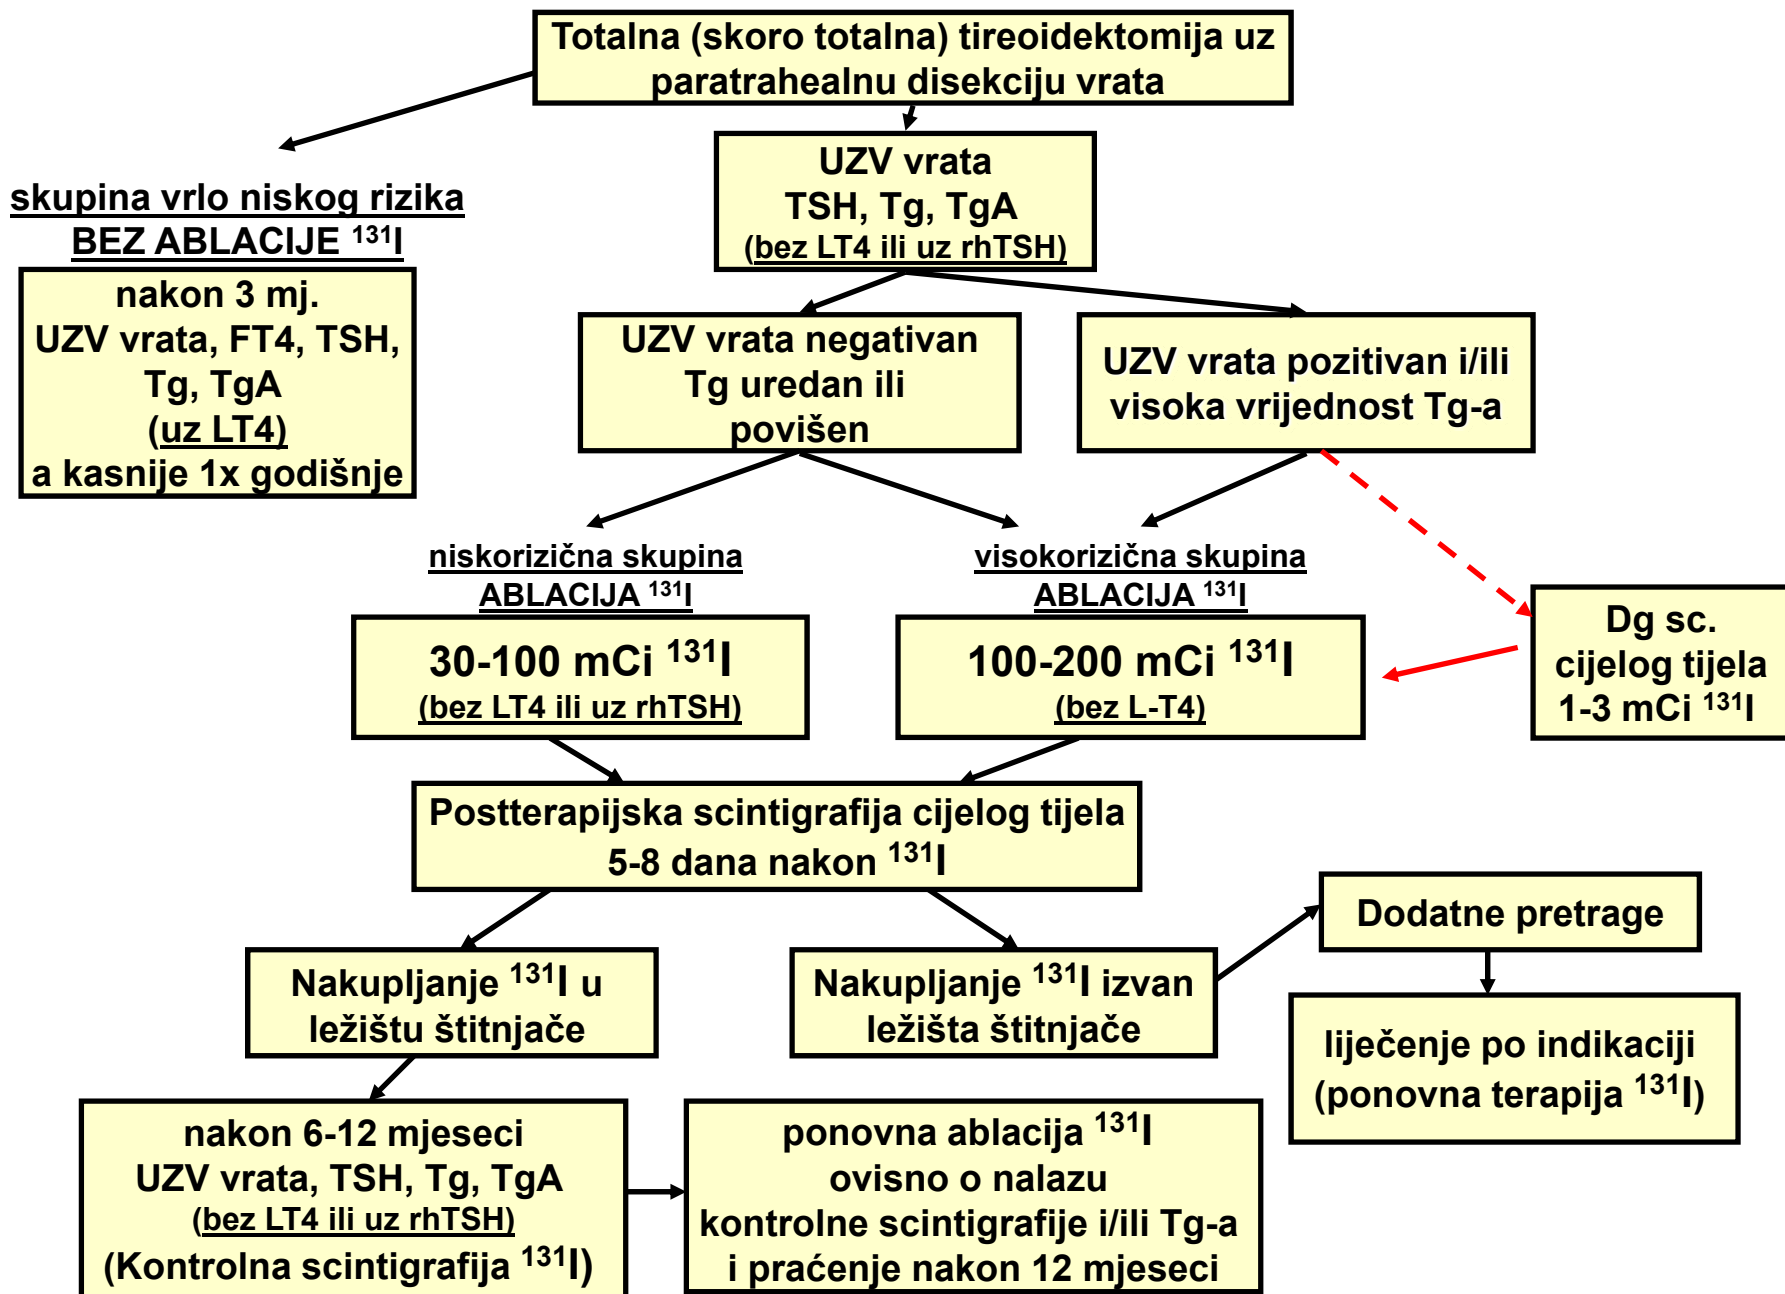 Totalna (skoro totalna) tireoidektomija uz
paratrahealnu disekciju vrata
skupina vrlo niskog rizika
BEZ ABLACIJE ¹³¹I
nakon 3 mj.
UZV vrata, FT4, TSH,
Tg, TgA
(uz LT4)
a kasnije 1x godišnje
UZV vrata
TSH, Tg, TgA
(bez LT4 ili uz rhTSH)
UZV vrata negativan
Tg uredan ili
povišen
UZV vrata pozitivan i/ili
visoka vrijednost Tg-a
niskorizična skupina
ABLACIJA ¹³¹I
30-100 mCi ¹³¹I
(bez LT4 ili uz rhTSH)
visokorizična skupina
ABLACIJA ¹³¹I
100-200 mCi ¹³¹I
(bez L-T4)
Dg sc.
cijelog tijela
1-3 mCi ¹³¹I
Postterapijska scintigrafija cijelog tijela
5-8 dana nakon ¹³¹I
Nakupljanje ¹³¹I u
ležištu štitnjače
Nakupljanje ¹³¹I izvan
ležišta štitnjače
Dodatne pretrage
liječenje po indikaciji
(ponovna terapija ¹³¹I)
nakon 6-12 mjeseci
UZV vrata, TSH, Tg, TgA
(bez LT4 ili uz rhTSH)
(Kontrolna scintigrafija ¹³¹I)
ponovna ablacija ¹³¹I
ovisno o nalazu
kontrolne scintigrafije i/ili Tg-a
i praćenje nakon 12 mjeseci